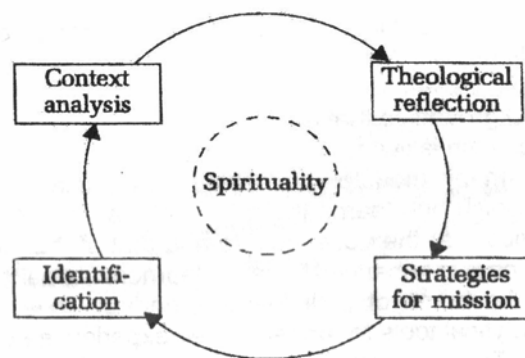 Context
analysis
Theological
reflection
Spirituality
Identifi-
cation
Strategies
for mission